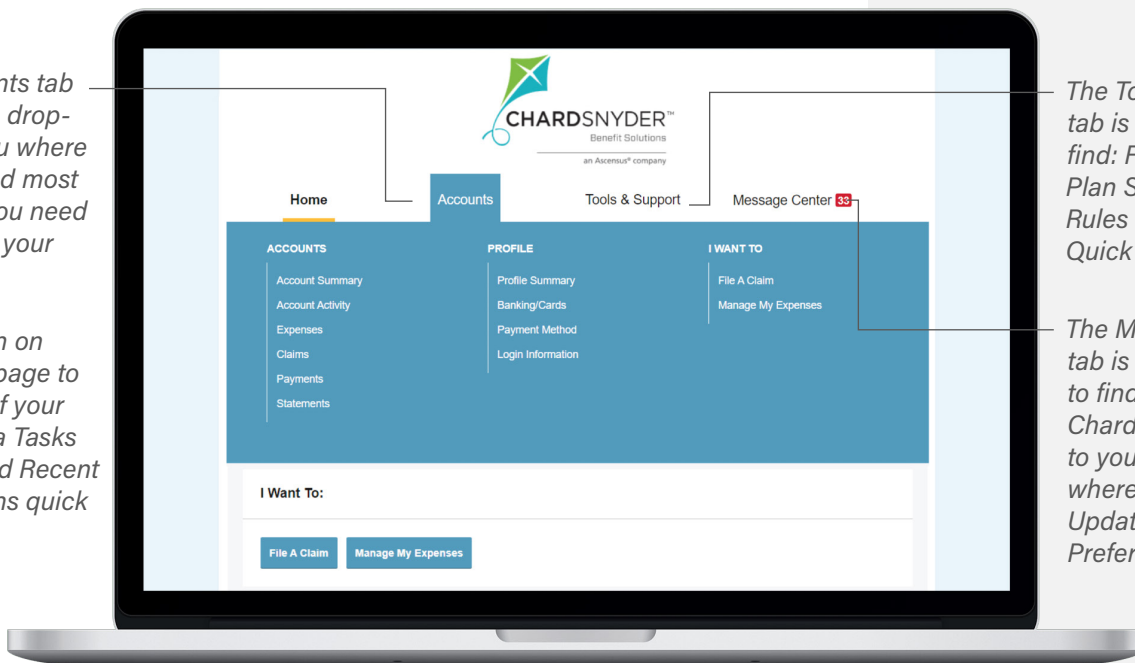 nts tab
drop-
u where
d most
ou need
your
n on
page to
f your
a Tasks
d Recent
ns quick
CHARDSNYDER™
Benefit Solutions
an Ascensus® company
Home
Accounts
Tools & Support
Message Center 33
ACCOUNTS
Account Summary
Account Activity
Expenses
Claims
Payments
Statements
PROFILE
Profile Summary
Banking/Cards
Payment Method
Login Information
I WANT TO
File A Claim
Manage My Expenses
I Want To:
File A Claim
Manage My Expenses
The To
tab is
find: F
Plan S
Rules
Quick
The M
tab is
to find
Chard
to you
where
Updat
Prefer